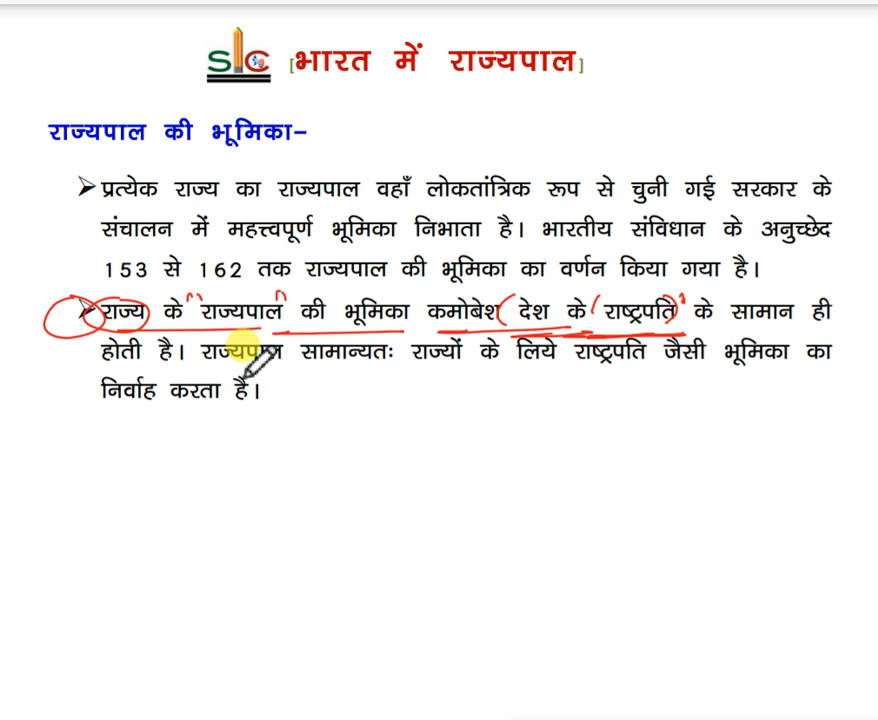 SIC [भारत में राज्यपाल]
राज्यपाल की भूमिका–
➢ प्रत्येक राज्य का राज्यपाल वहाँ लोकतांत्रिक रूप से चुनी गई सरकार के
संचालन में महत्त्वपूर्ण भूमिका निभाता है। भारतीय संविधान के अनुच्छेद
153 से 162 तक राज्यपाल की भूमिका का वर्णन किया गया है।
➢ राज्य के राज्यपाल की भूमिका कमोबेश देश के राष्ट्रपति के सामान ही
होती है। राज्यपाल सामान्यतः राज्यों के लिये राष्ट्रपति जैसी भूमिका का
निर्वाह करता है।